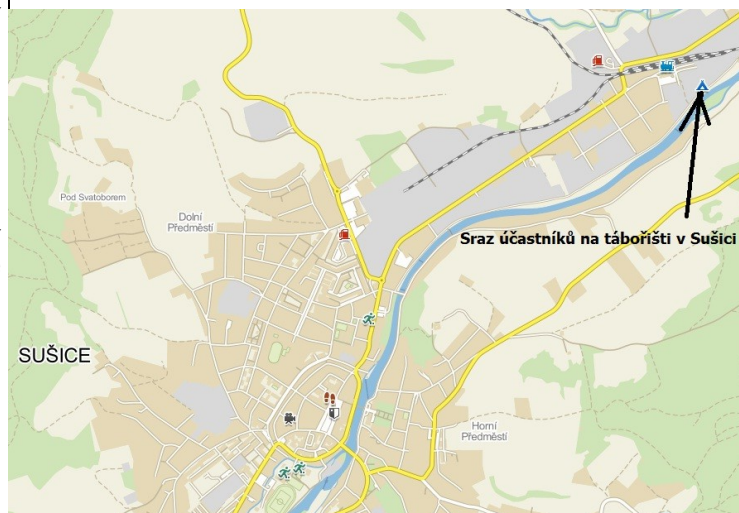 Pod Svatoborem
Dolní
Předměstí
Sraz účastníků na tábořišti v Sušici
SUŠICE
Horní
Předměstí